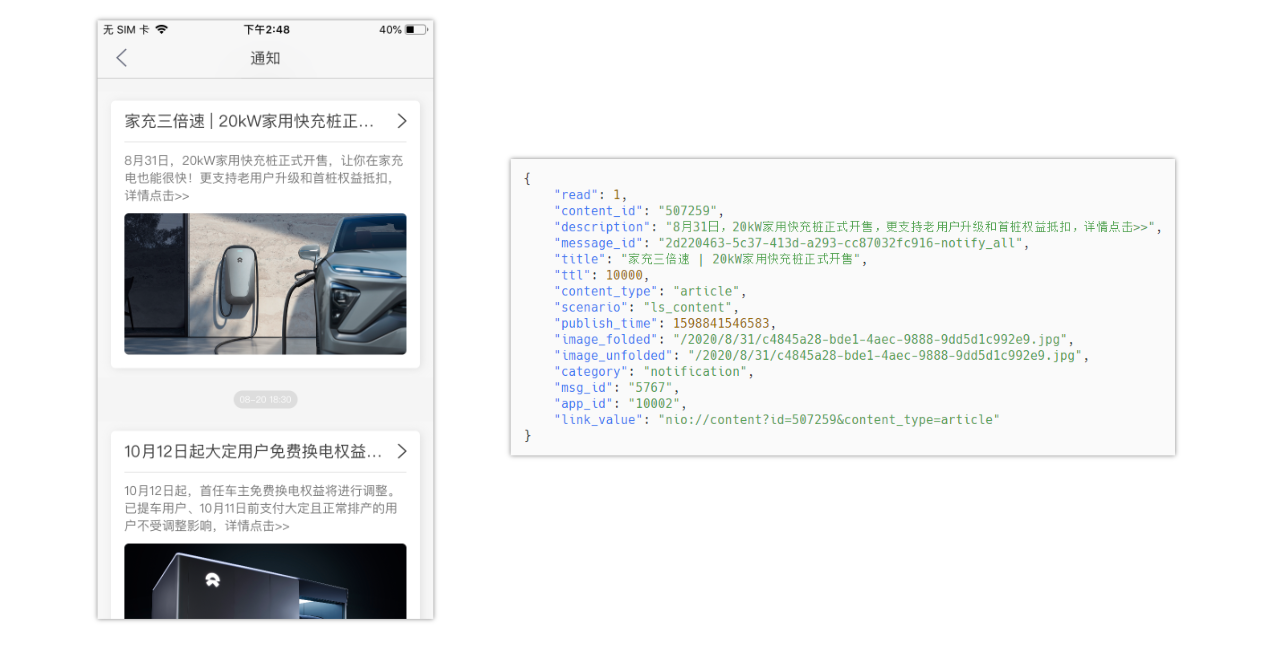 无 SIM 卡 下午2:48 40%
通知
家充三倍速 | 20kW家用快充桩正...
8月31日，20kW家用快充桩正式开售，让你在家充
电也能很快！更支持老用户升级和首桩权益抵扣，
详情点击>>
08-20 18:30
10月12日起大定用户免费换电权益...
10月12日起，首任车主免费换电权益将进行调整。
已提车用户、10月11日前支付大定且正常排产的用
户不受调整影响，详情点击>>
{
"read": 1,
"content_id": "507259",
"description": "8月31日，20kW家用快充桩正式开售，更支持老用户升级和首桩权益抵扣，详情点击>>",
"message_id": "2d220463-5c37-413d-a293-cc87032fc916-notify_all",
"title": "家充三倍速 | 20kW家用快充桩正式开售",
"ttl": 10000,
"content_type": "article",
"scenario": "ls_content",
"publish_time": 1598841546583,
"image_folded": "/2020/8/31/c4845a28-bde1-4aec-9888-9dd5d1c992e9.jpg",
"image_unfolded": "/2020/8/31/c4845a28-bde1-4aec-9888-9dd5d1c992e9.jpg",
"category": "notification",
"msg_id": "5767",
"app_id": "10002",
"link_value": "nio://content?id=507259&content_type=article"
}